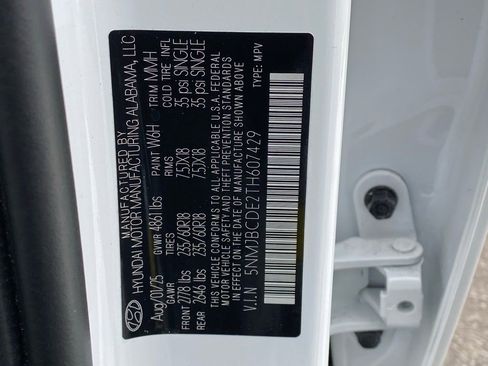 MANUFACTURED BY
HYUNDAI MOTOR MANUFACTURING ALABAMA, LLC
Aug/01/25 PAINT W6H TRIM MMH
GVWR 4861 lbs
GAWR TIRES RIMS COLD TIRE INFL
FRONT 2778 lbs 235/60R18 7.5JX18 35 psi SINGLE
REAR 2646 lbs 235/60R18 7.5JX18 35 psi SINGLE
THIS VEHICLE CONFORMS TO ALL APPLICABLE U.S.A. FEDERAL
MOTOR VEHICLE SAFETY AND THEFT PREVENTION STANDARDS
IN EFFECT ON THE DATE OF MANUFACTURE SHOWN ABOVE
V.I.N 5NMJBCDE2TH607429 TYPE: MPV